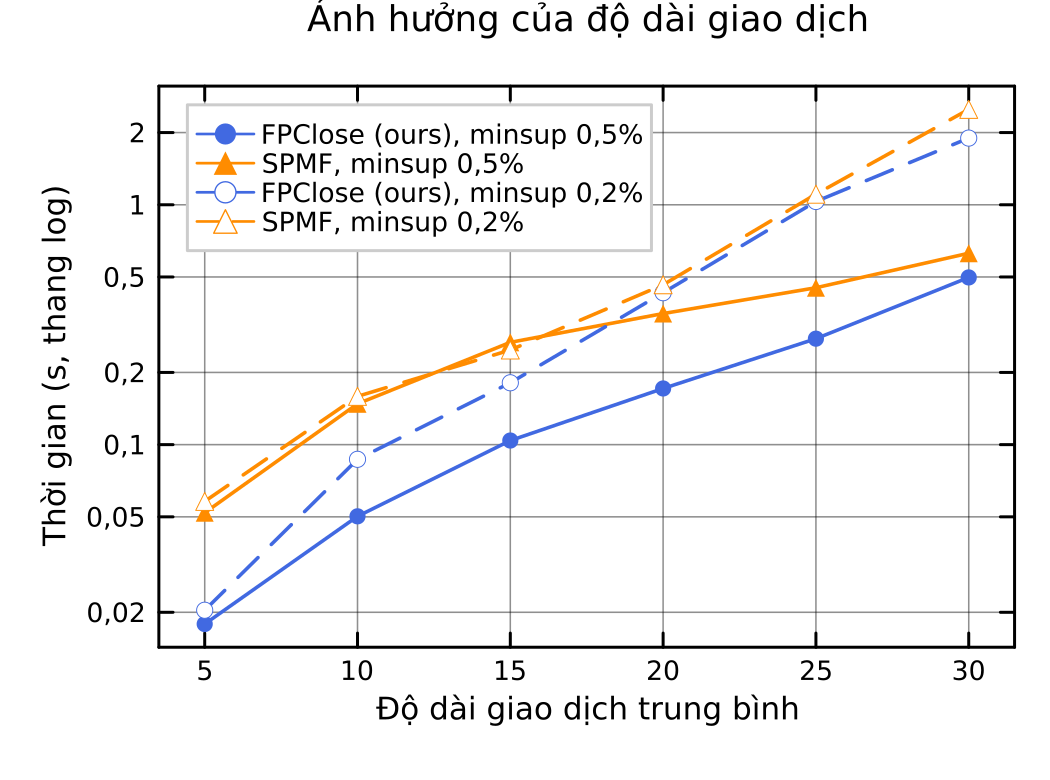 Ảnh hưởng của độ dài giao dịch
FPClose (ours), minsup 0,5%
SPMF, minsup 0,5%
FPClose (ours), minsup 0,2%
SPMF, minsup 0,2%
Thời gian (s, thang log)
2
1
0,5
0,2
0,1
0,05
0,02
5 10 15 20 25 30
Độ dài giao dịch trung bình